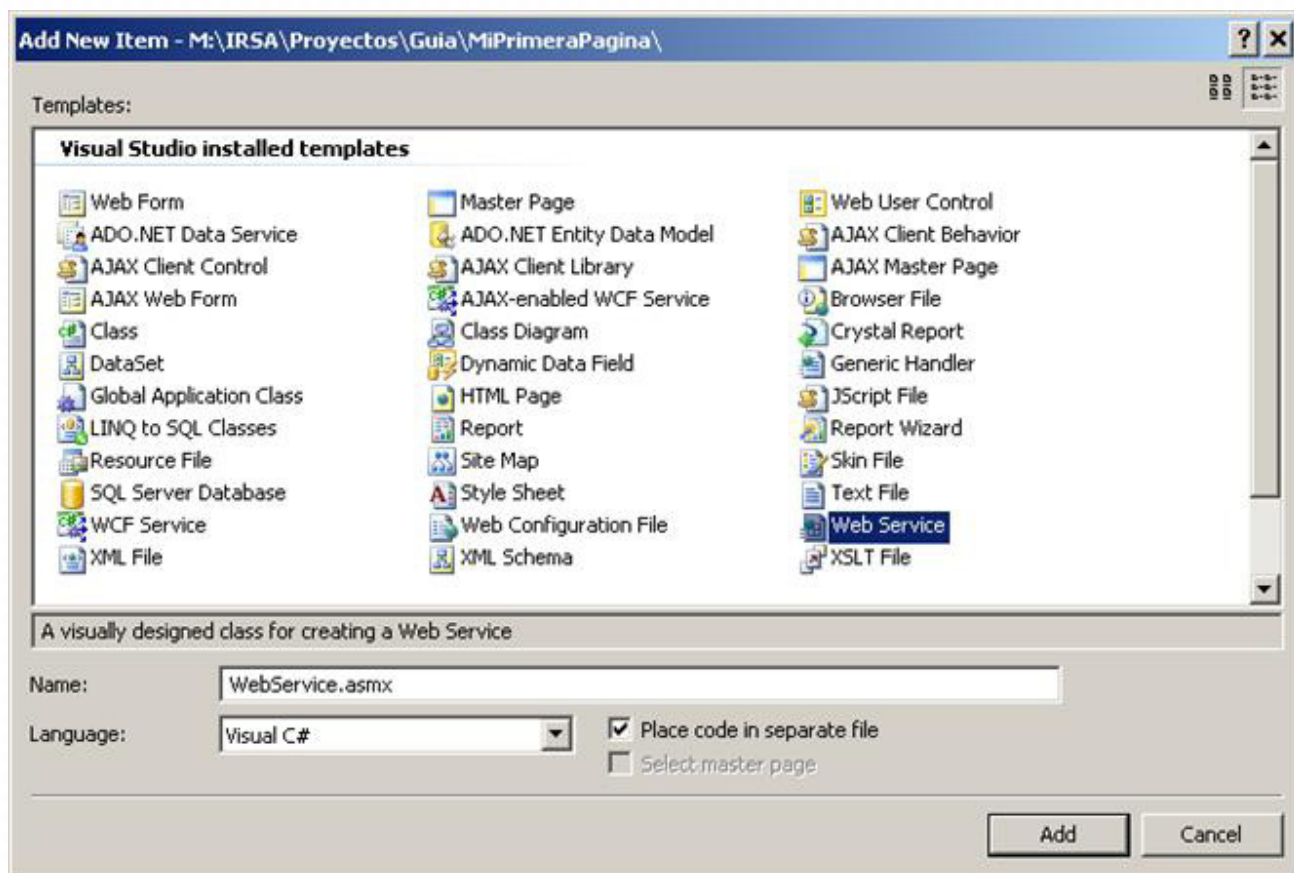 Add New Item - M:\IRSA\Proyectos\Guia\MiPrimeraPagina\
Templates:
Visual Studio installed templates
Web Form Master Page Web User Control
ADO.NET Data Service ADO.NET Entity Data Model AJAX Client Behavior
AJAX Client Control AJAX Client Library AJAX Master Page
AJAX Web Form AJAX-enabled WCF Service Browser File
Class Class Diagram Crystal Report
DataSet Dynamic Data Field Generic Handler
Global Application Class HTML Page JScript File
LINQ to SQL Classes Report Report Wizard
Resource File Site Map Skin File
SQL Server Database Style Sheet Text File
WCF Service Web Configuration File Web Service
XML File XML Schema XSLT File
A visually designed class for creating a Web Service
Name: WebService.asmx
Language: Visual C# Place code in separate file
Select master page
Add Cancel